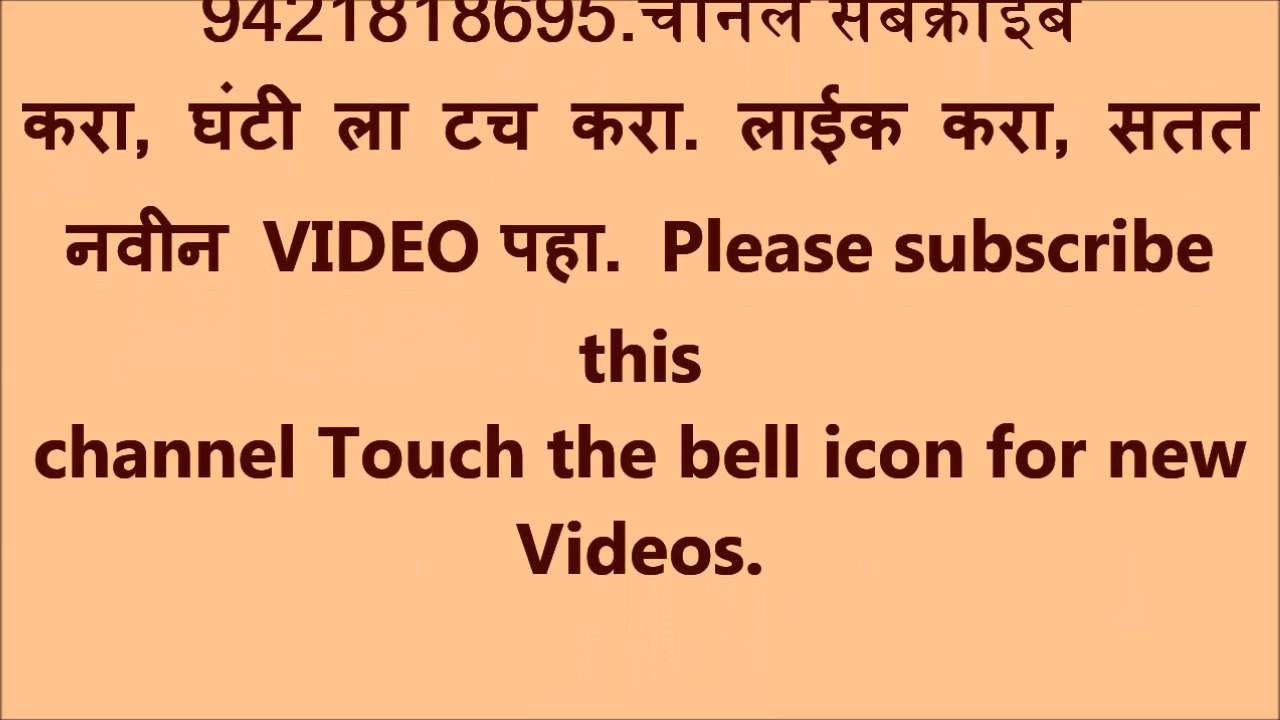 9421818695.चॅानल सबक्राइब
करा, घंटी ला टच करा. लाईक करा, सतत
नवीन VIDEO पहा. Please subscribe
this
channel Touch the bell icon for new
Videos.